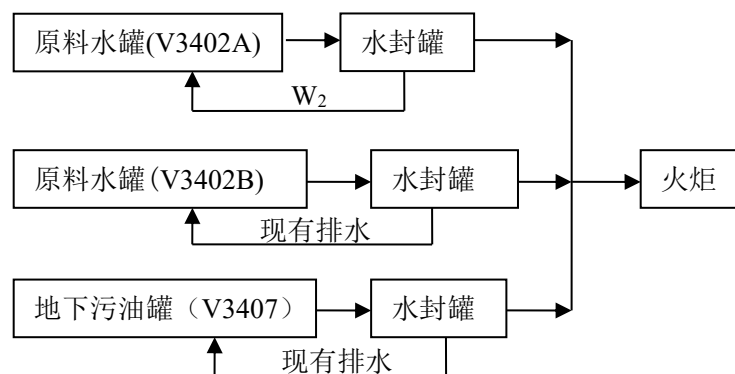 原料水罐(V3402A)
水封罐
W₂
原料水罐(V3402B)
水封罐
火炬
现有排水
地下污油罐（V3407）
水封罐
现有排水